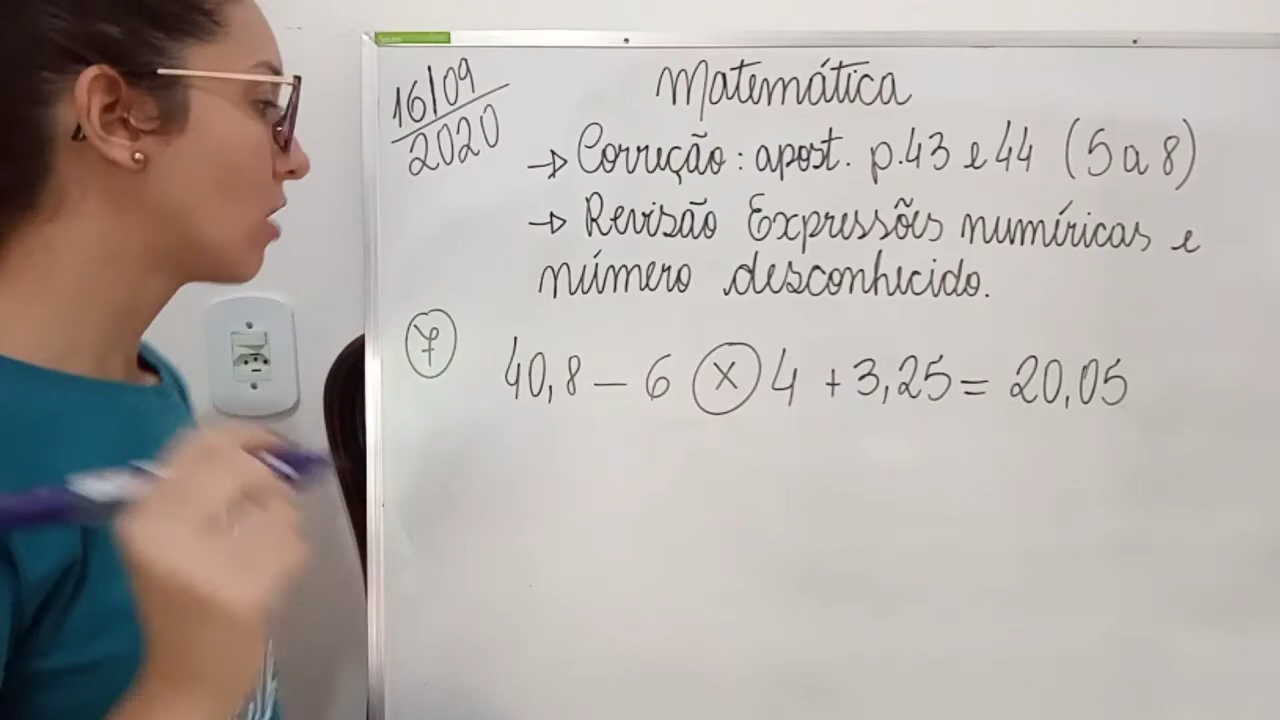 16/09
2020
Matemática
→ Correção: apost. p.43 e 44 (5 a 8)
→ Revisão Expressões numéricas e
número desconhecido.
7
40,8 – 6 × 4 + 3,25 = 20,05